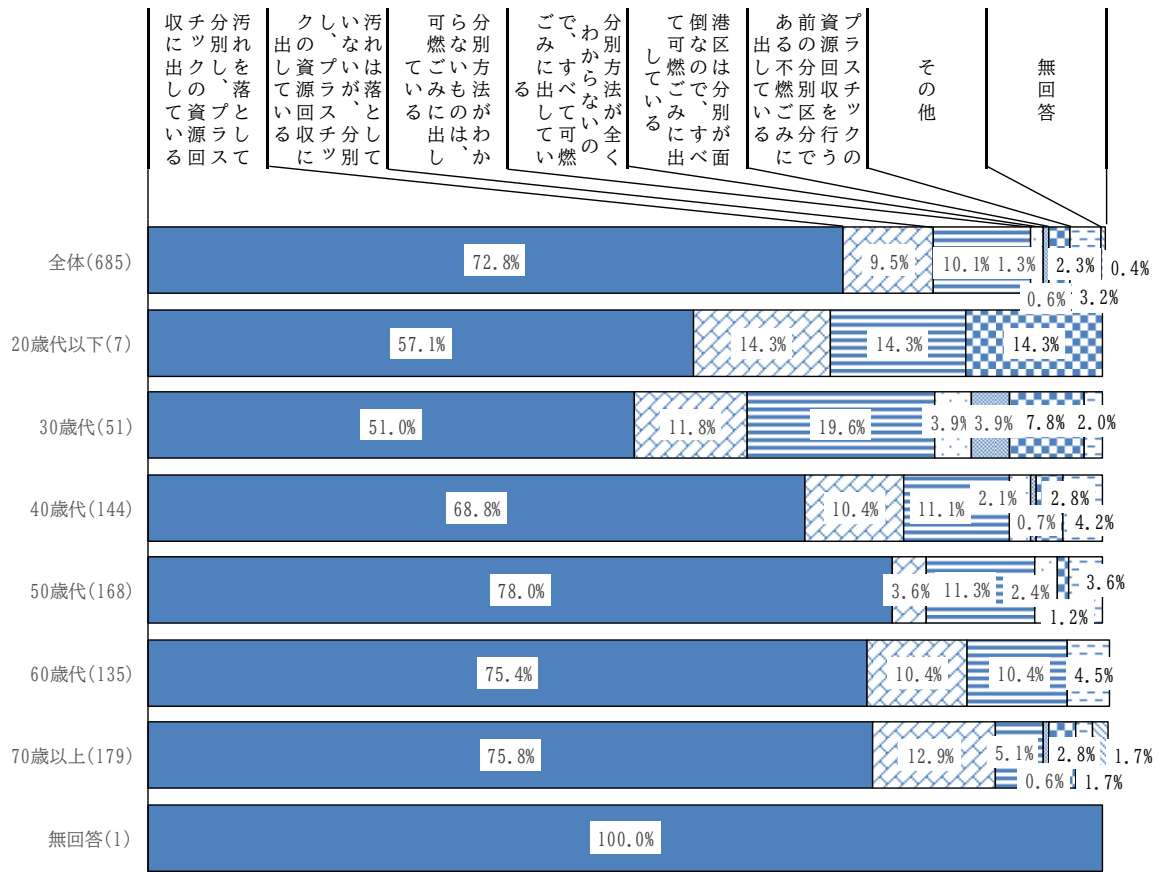 汚れを落として
分別し、プラス
チックの資源回
収に出している
汚れは落として
いないが、分別
し、プラスチッ
クの資源回収に
出している
分別方法がわか
らないものは、
可燃ごみに出し
ている
分別方法が全く
わからないの
で、すべて可燃
ごみに出してい
る
港区は分別が面
倒なので、すべ
て可燃ごみに出
している
プラスチックの
資源回収を行う
前の分別区分で
ある不燃ごみに
出している
その他
無回答
全体(685)
72.8%
9.5%
10.1%
1.3%
0.6%
2.3%
3.2%
0.4%
20歳代以下(7)
57.1%
14.3%
14.3%
14.3%
30歳代(51)
51.0%
11.8%
19.6%
3.9%
3.9%
7.8%
2.0%
40歳代(144)
68.8%
10.4%
11.1%
2.1%
0.7%
2.8%
4.2%
50歳代(168)
78.0%
3.6%
11.3%
2.4%
1.2%
3.6%
60歳代(135)
75.4%
10.4%
10.4%
4.5%
70歳以上(179)
75.8%
12.9%
5.1%
0.6%
2.8%
1.7%
1.7%
無回答(1)
100.0%